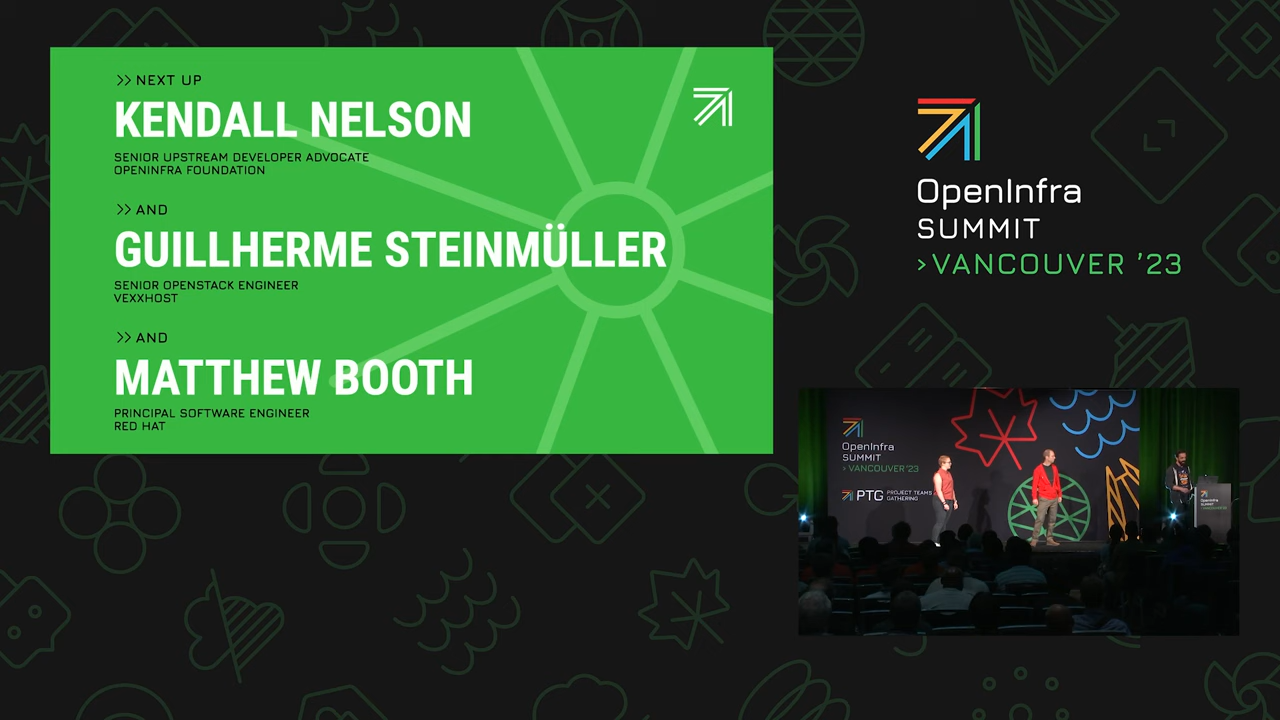 >> NEXT UP
KENDALL NELSON
SENIOR UPSTREAM DEVELOPER ADVOCATE
OPENINFRA FOUNDATION
>> AND
GUILLHERME STEINMÜLLER
SENIOR OPENSTACK ENGINEER
VEXXHOST
>> AND
MATTHEW BOOTH
PRINCIPAL SOFTWARE ENGINEER
RED HAT
OpenInfra
SUMMIT
>VANCOUVER ’23
OpenInfra
SUMMIT
>VANCOUVER ’23
PTG PROJECT TEAMS
GATHERING